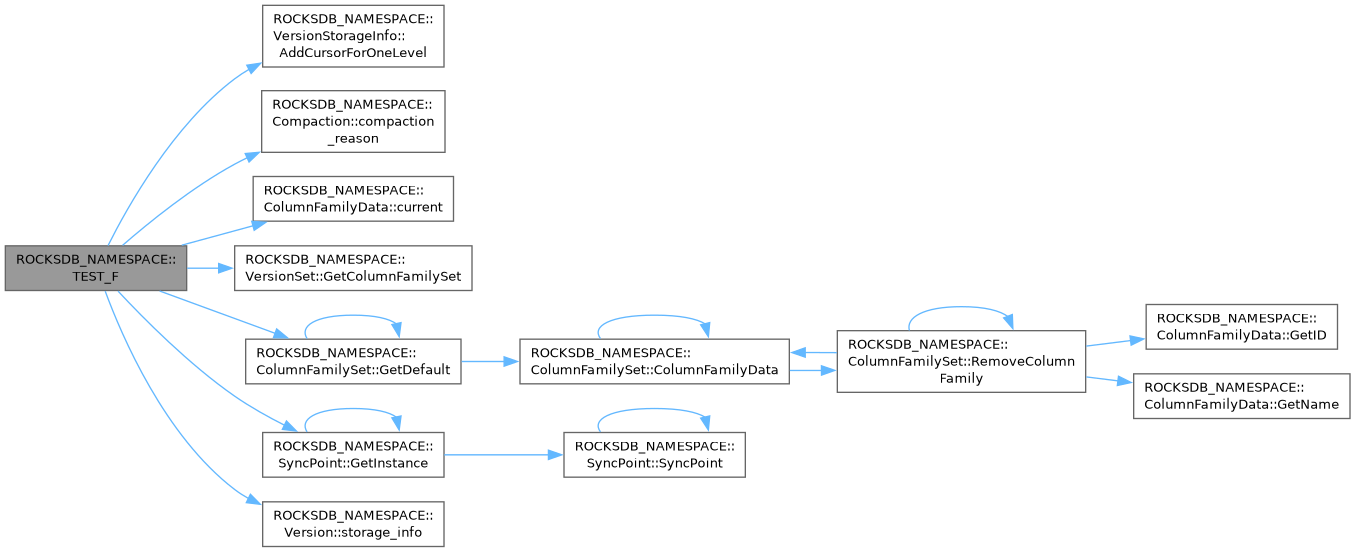 ROCKSDB_NAMESPACE::
VersionStorageInfo::
AddCursorForOneLevel
ROCKSDB_NAMESPACE::
Compaction::compaction
_reason
ROCKSDB_NAMESPACE::
ColumnFamilyData::current
ROCKSDB_NAMESPACE::
TEST_F
ROCKSDB_NAMESPACE::
VersionSet::GetColumnFamilySet
ROCKSDB_NAMESPACE::
ColumnFamilySet::GetDefault
ROCKSDB_NAMESPACE::
ColumnFamilySet::ColumnFamilyData
ROCKSDB_NAMESPACE::
ColumnFamilySet::RemoveColumn
Family
ROCKSDB_NAMESPACE::
ColumnFamilyData::GetID
ROCKSDB_NAMESPACE::
ColumnFamilyData::GetName
ROCKSDB_NAMESPACE::
SyncPoint::GetInstance
ROCKSDB_NAMESPACE::
SyncPoint::SyncPoint
ROCKSDB_NAMESPACE::
Version::storage_info